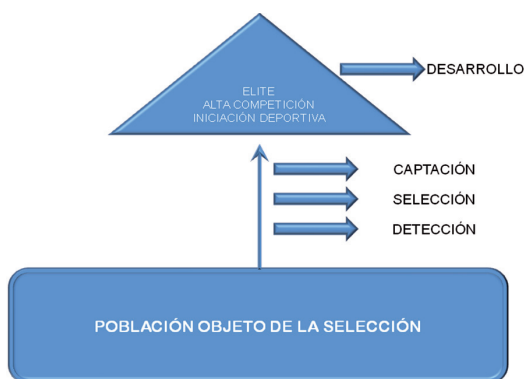 DESARROLLO
ELITE
ALTA COMPETICIÓN
INICIACIÓN DEPORTIVA
CAPTACIÓN
SELECCIÓN
DETECCIÓN
POBLACIÓN OBJETO DE LA SELECCIÓN